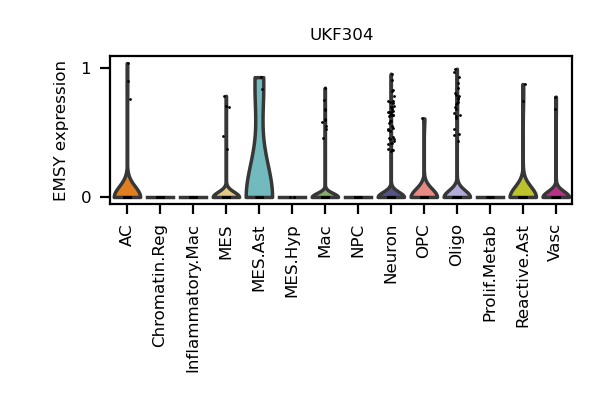 UKF304
EMSY expression
1
0
AC
Chromatin.Reg
Inflammatory.Mac
MES
MES.Ast
MES.Hyp
Mac
NPC
Neuron
OPC
Oligo
Prolif.Metab
Reactive.Ast
Vasc